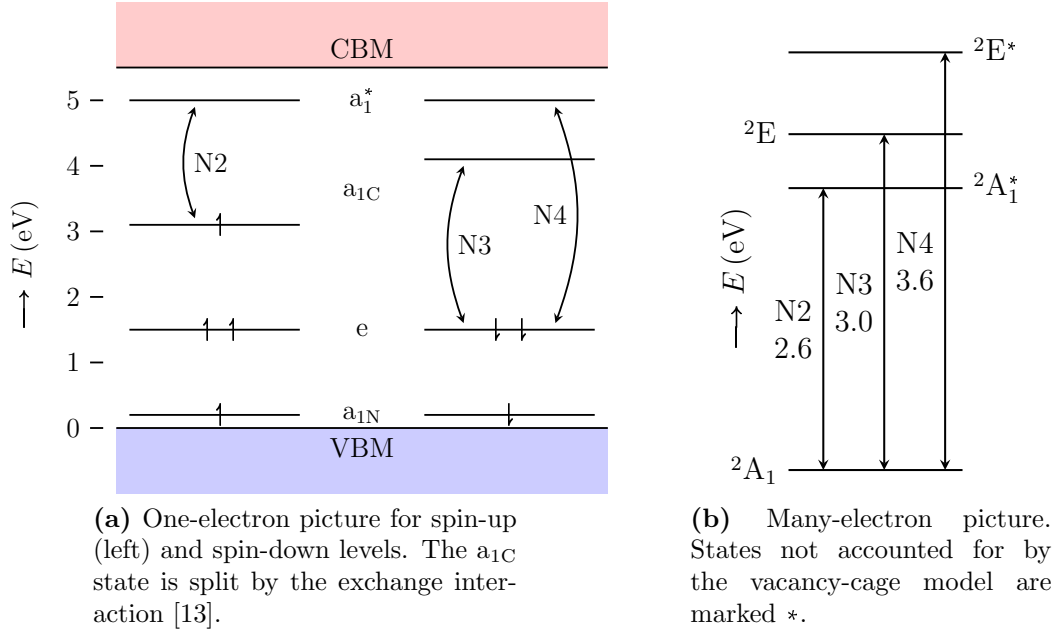 CBM
5
4
3
2
1
0
⟶ E (eV)
a₁*
a₁C
e
a₁N
N2
N3
N4
VBM
(a) One-electron picture for spin-up
(left) and spin-down levels. The a₁C
state is split by the exchange inter-
action [13].
²E*
²E
²A₁*
²A₁
⟶ E (eV)
N2
2.6
N3
3.0
N4
3.6
(b) Many-electron picture.
States not accounted for by
the vacancy-cage model are
marked *.